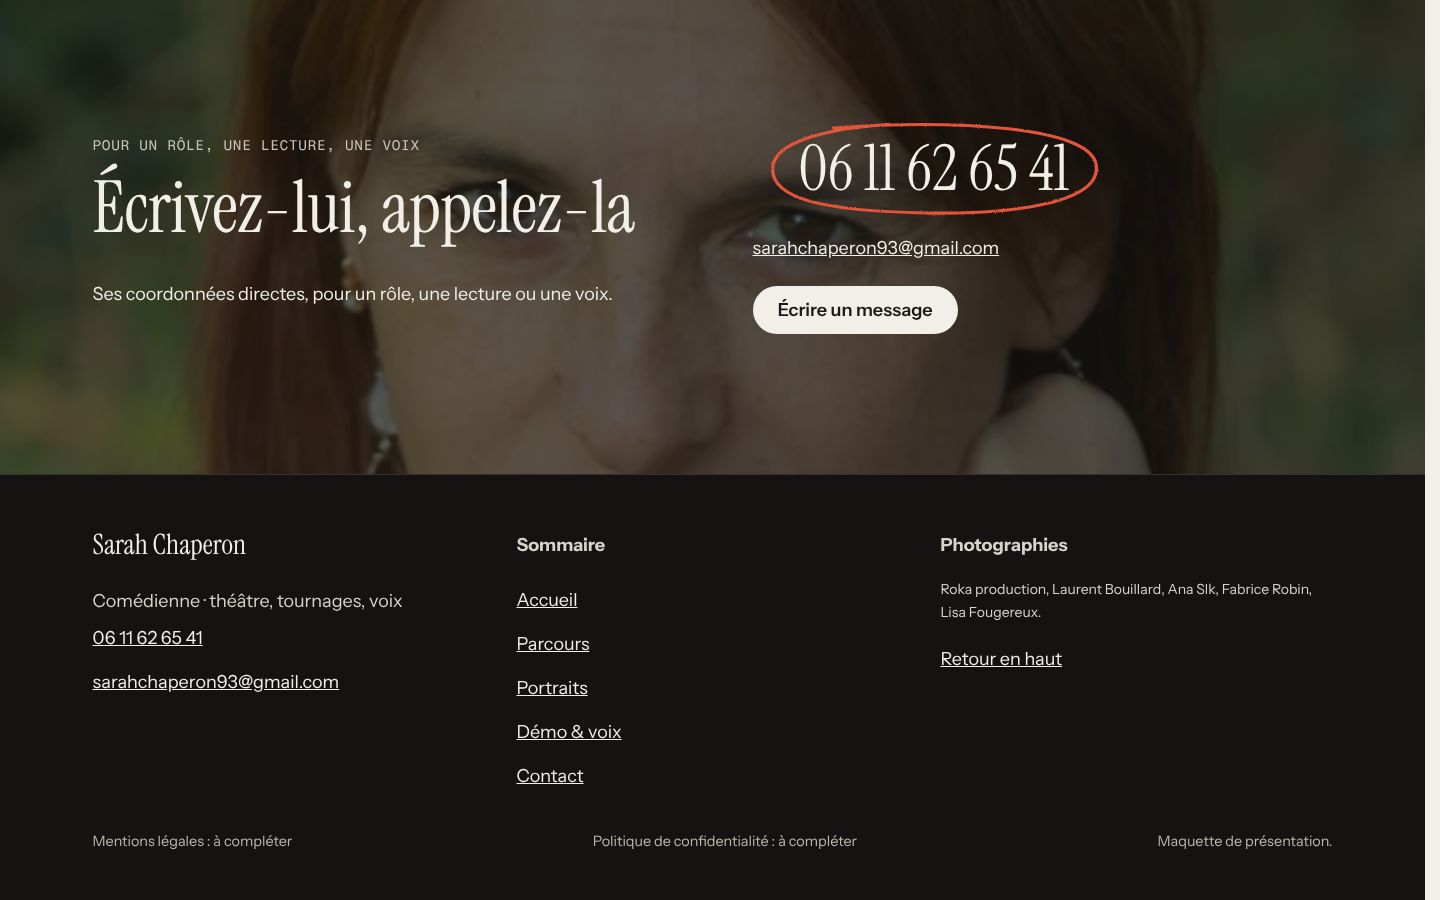 POUR UN RÔLE, UNE LECTURE, UNE VOIX
Écrivez-lui, appelez-la
Ses coordonnées directes, pour un rôle, une lecture ou une voix.
06 11 62 65 41
sarahchaperon93@gmail.com
Écrire un message
Sarah Chaperon
Comédienne · théâtre, tournages, voix
06 11 62 65 41
sarahchaperon93@gmail.com
Sommaire
Accueil
Parcours
Portraits
Démo & voix
Contact
Photographies
Roka production, Laurent Bouillard, Ana Slk, Fabrice Robin,
Lisa Fougereux.
Retour en haut
Mentions légales : à compléter
Politique de confidentialité : à compléter
Maquette de présentation.